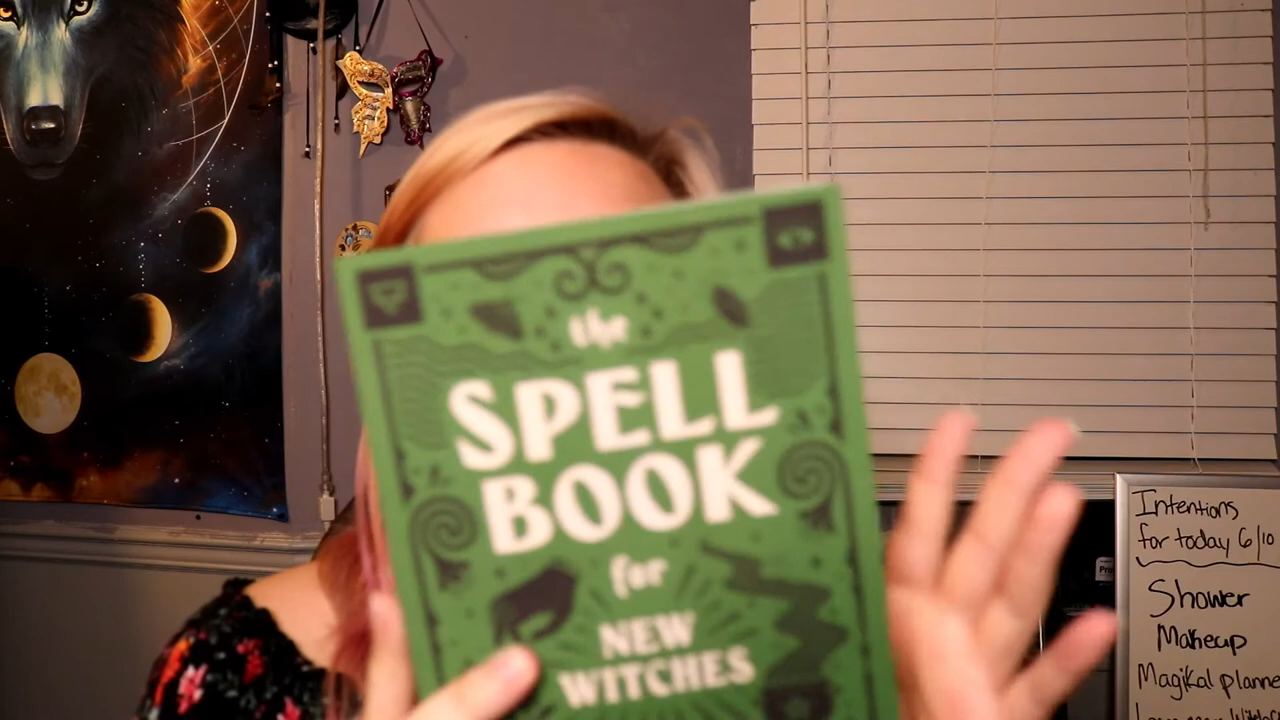 the
SPELL
BOOK
for
NEW
WITCHES
Intentions
for today 6/10
Shower
Makeup
Magikal planne